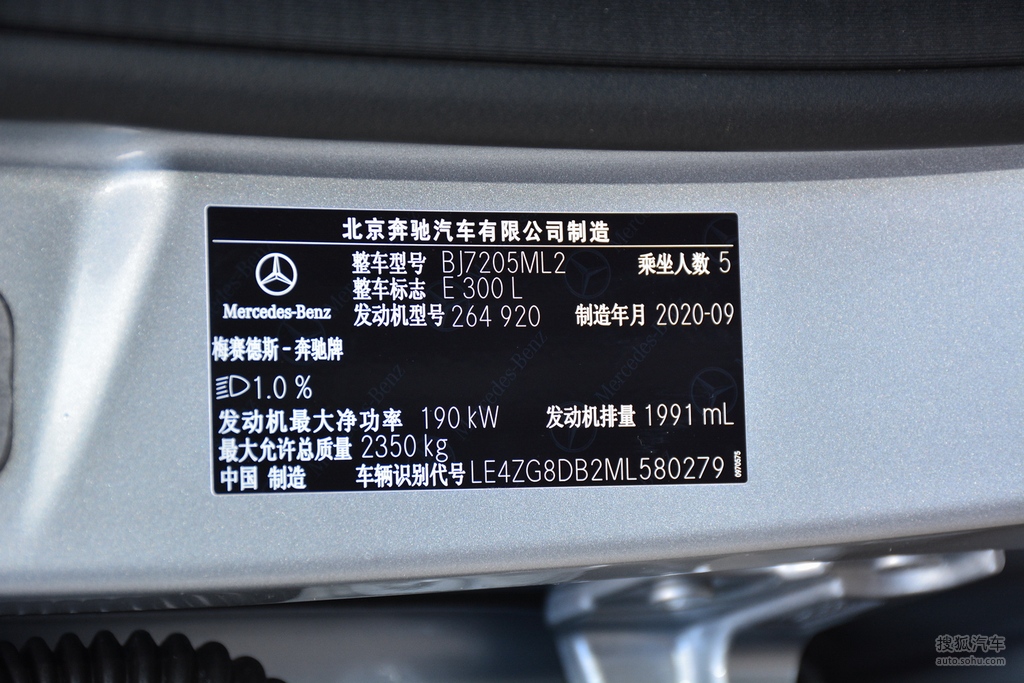 北京奔驰汽车有限公司制造
整车型号 BJ7205ML2 乘坐人数 5
整车标志 E 300 L
Mercedes-Benz 发动机型号 264 920 制造年月 2020-09
梅赛德斯-奔驰牌
1.0 %
发动机最大净功率 190 kW 发动机排量 1991 mL
最大允许总质量 2350 kg
中国 制造 车辆识别代号 LE4ZG8DB2ML580279
0970575
搜狐汽车
auto.sohu.com